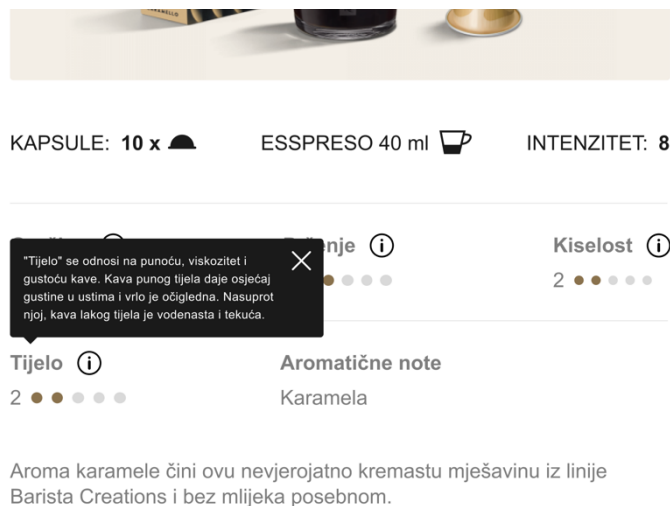 KAPSULE: 10 x
ESSPRESO 40 ml
INTENZITET: 8
Kiselost
2
"Tijelo" se odnosi na punoću, viskozitet i
gustoću kave. Kava punog tijela daje osjećaj
gustine u ustima i vrlo je očigledna. Nasuprot
njoj, kava lakog tijela je vodenasta i tekuća.
Tijelo
2
Aromatične note
Karamela
Aroma karamele čini ovu nevjerojatno kremastu mješavinu iz linije
Barista Creations i bez mlijeka posebnom.